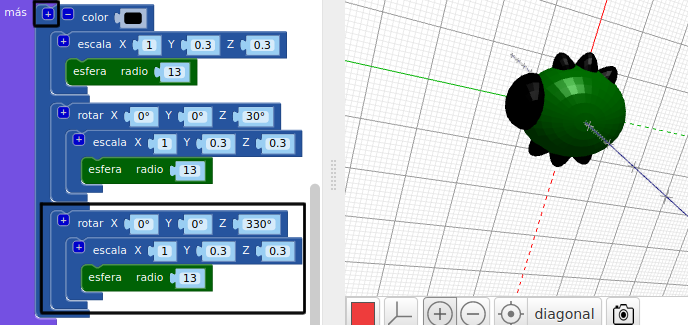 más + − color
+ escala X 1 Y 0.3 Z 0.3
esfera radio 13
+ rotar X 0° Y 0° Z 30°
+ escala X 1 Y 0.3 Z 0.3
esfera radio 13
+ rotar X 0° Y 0° Z 330°
+ escala X 1 Y 0.3 Z 0.3
esfera radio 13
diagonal